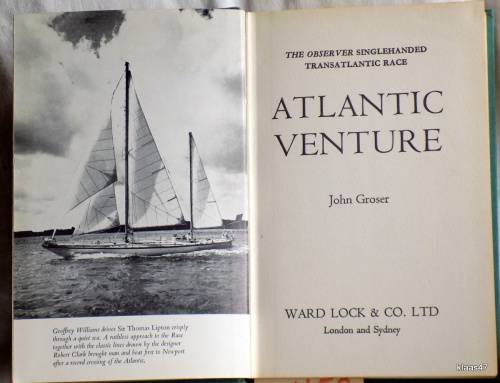 Geoffrey Williams drives Sir Thomas Lipton crisply
through a quiet sea. A ruthless approach to the Race
together with the classic lines drawn by the designer
Robert Clark brought man and boat first to Newport
after a record crossing of the Atlantic.
THE OBSERVER SINGLEHANDED
TRANSATLANTIC RACE
ATLANTIC
VENTURE
John Groser
WARD LOCK & CO. LTD
London and Sydney
klaas47